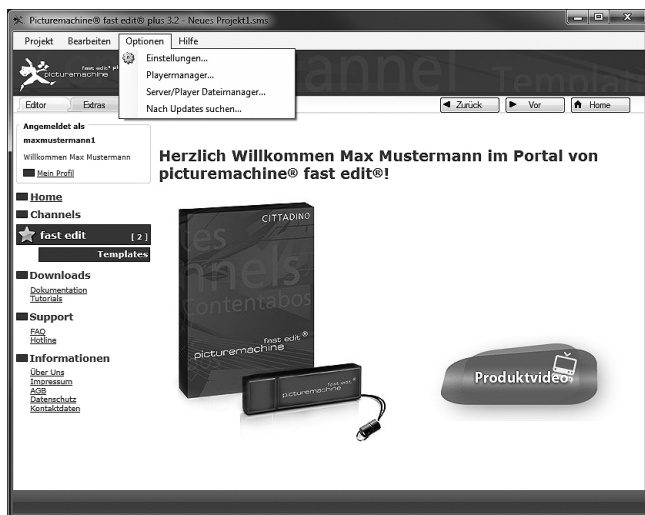 Picturemachine® fast edit® plus 3.2 - Neues Projekt1.sms
Projekt Bearbeiten Optionen Hilfe
Einstellungen...
Playermanager...
Server/Player Dateimanager...
Nach Updates suchen...
picturemachine
Templat
Editor Extras
Zurück Vor Home
Angemeldet als
maxmustermann1
Willkommen Max Mustermann
Mein Profil
Herzlich Willkommen Max Mustermann im Portal von
picturemachine® fast edit®!
Home
Channels
fast edit [ 2 ]
Templates
Downloads
Dokumentation
Tutorials
Support
FAQ
Hotline
Informationen
Über Uns
Impressum
AGB
Datenschutz
Kontaktdaten
CITTADINO
Contentabos
fast edit ®
picturemachine
fast edit ®
picturemachine
Produktvideos